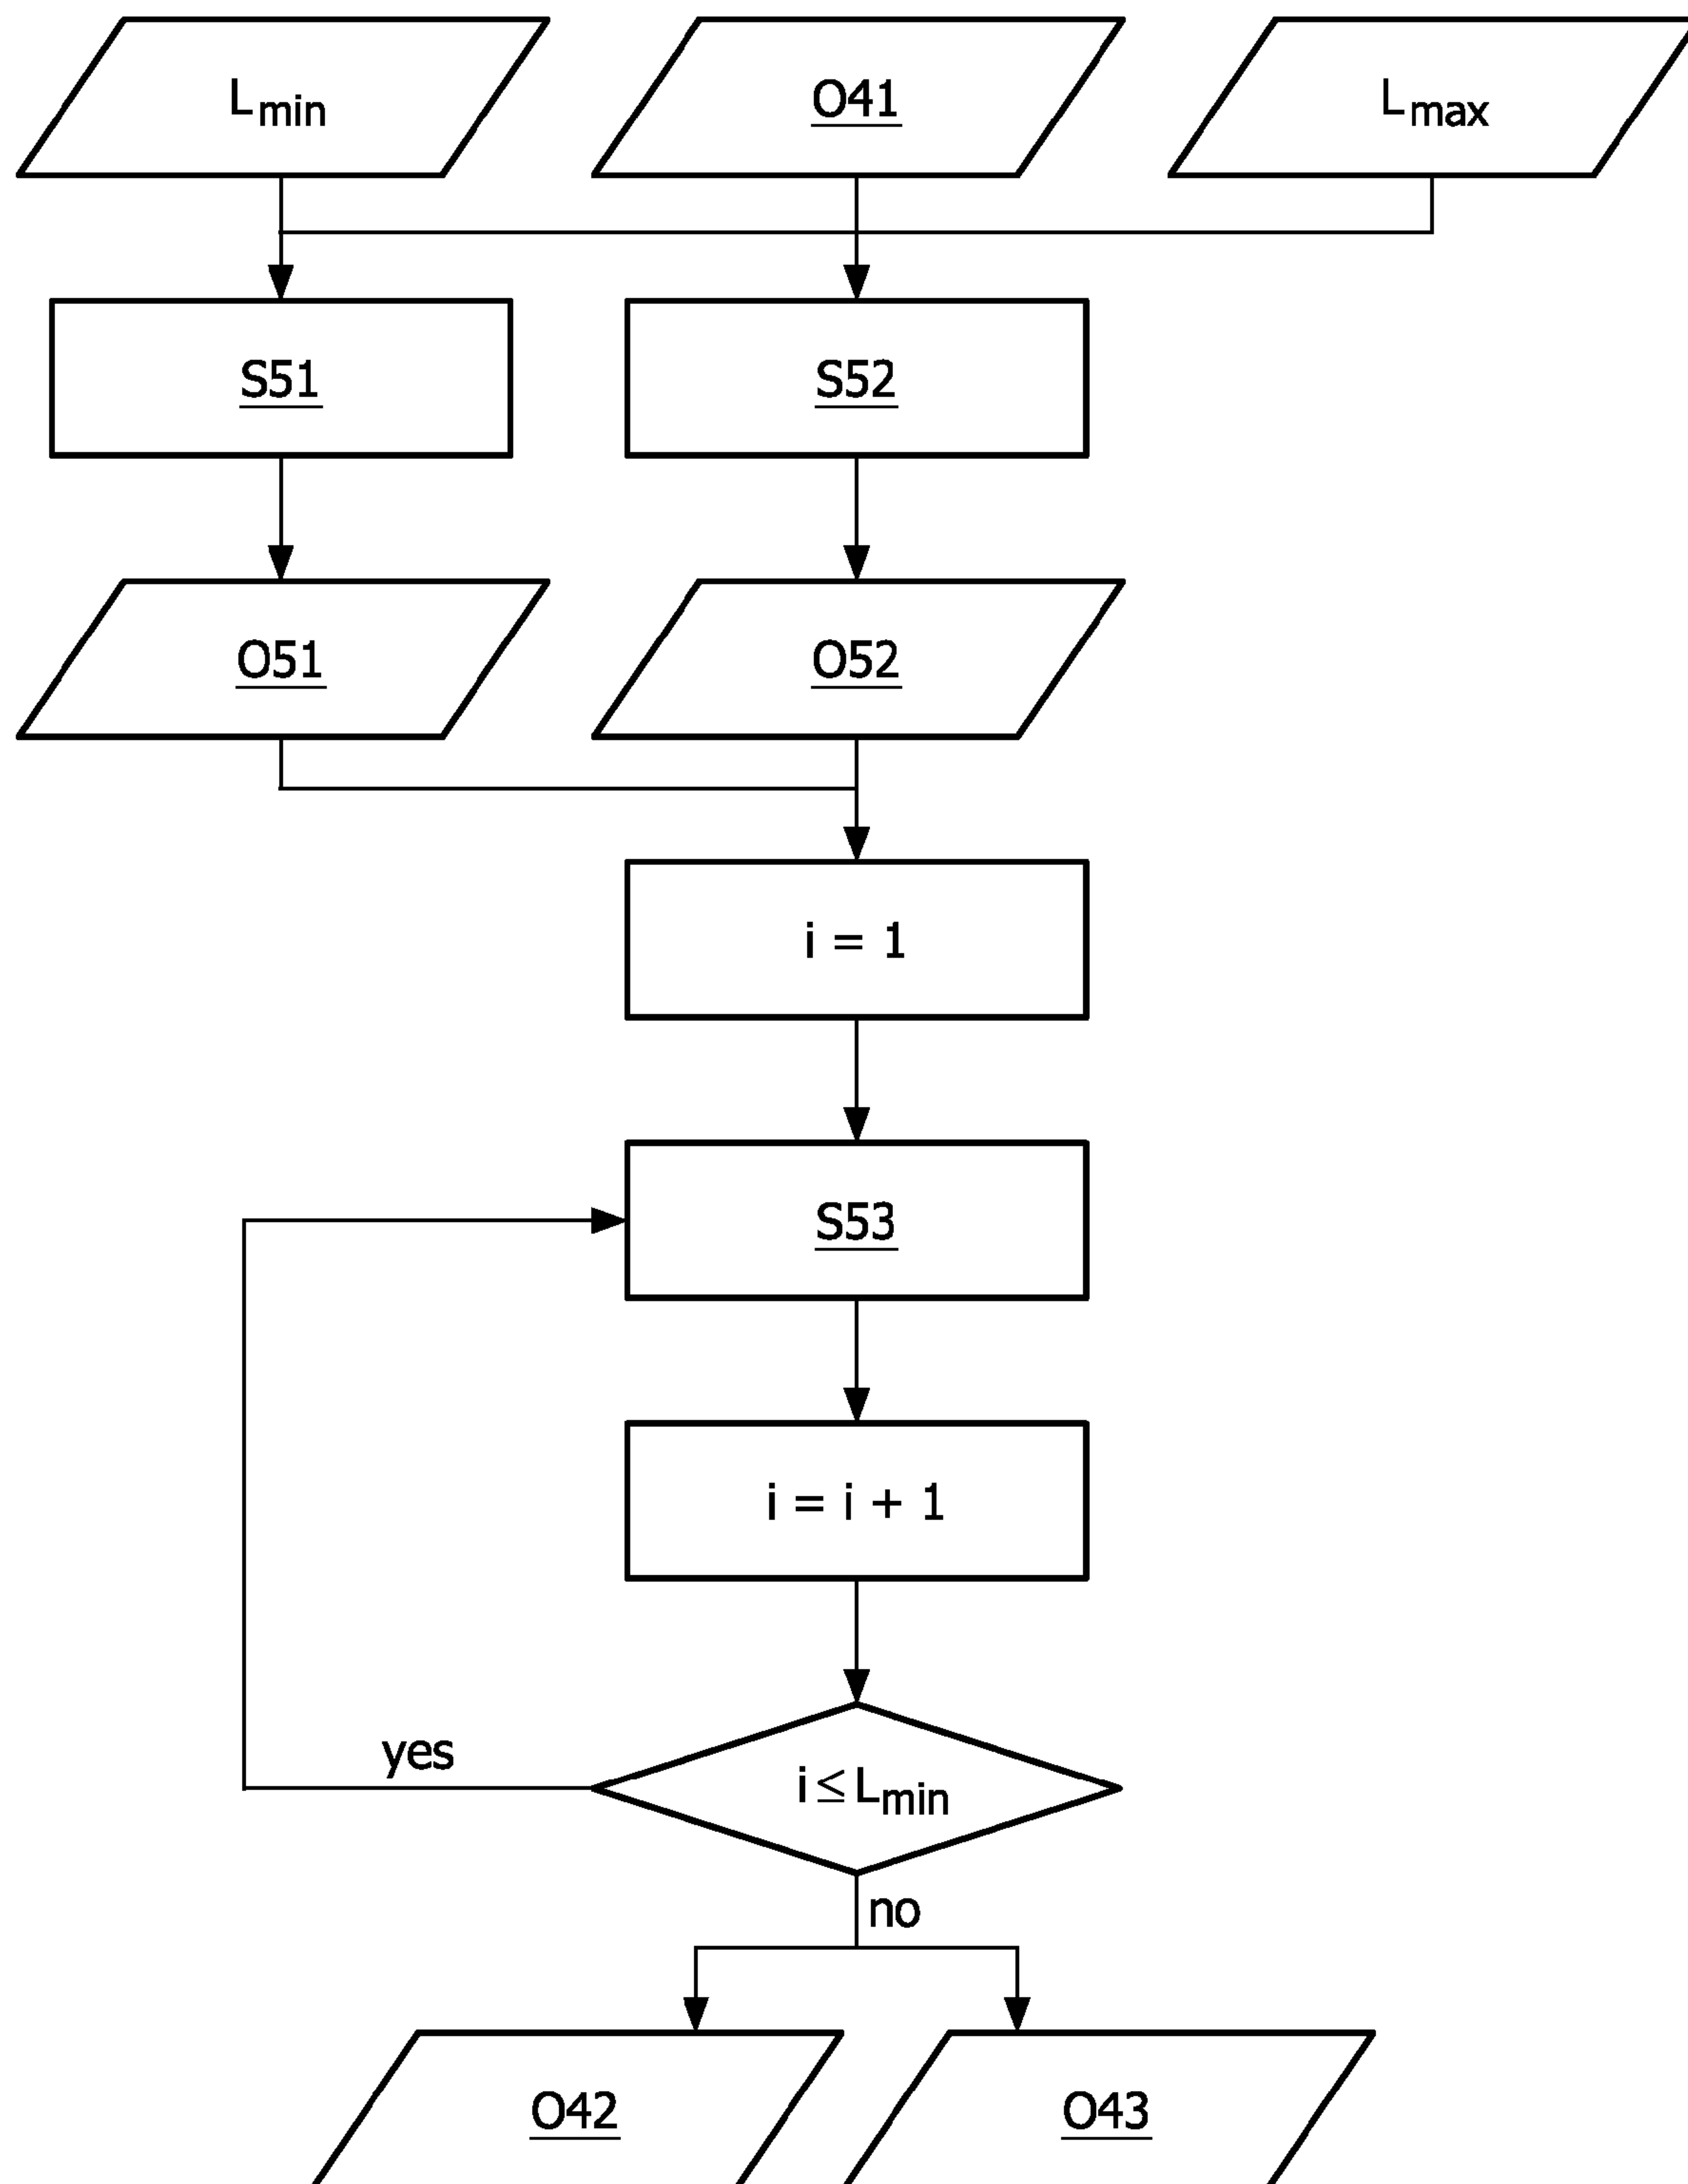 Lmin
O41
Lmax
S51
S52
O51
O52
i = 1
S53
i = i + 1
yes
i ≤ Lmin
no
O42
O43